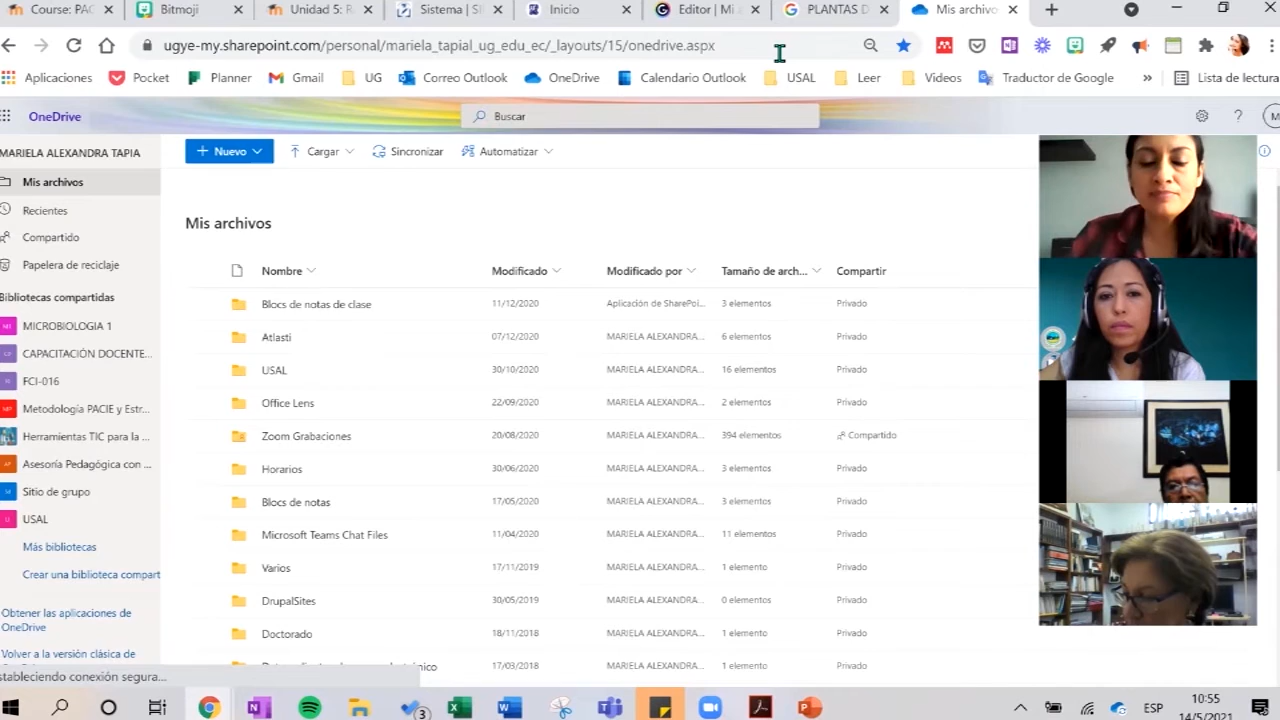 Course: PAC
Bitmoji
Unidad 5: R
Sistema | S
Inicio
Editor | Mi A
PLANTAS D
Mis archivo
ugye-my.sharepoint.com/personal/mariela_tapial_ug_edu_ec/_layouts/15/onedrive.aspx
Aplicaciones Pocket Planner Gmail UG Correo Outlook OneDrive Calendario Outlook USAL Leer Videos Traductor de Google » Lista de lectura
OneDrive
Buscar
MARIELA ALEXANDRA TAPIA
Nuevo Cargar Sincronizar Automatizar
Mis archivos
Recientes
Compartido
Papelera de reciclaje
Bibliotecas compartidas
MICROBIOLOGIA 1
CAPACITACIÓN DOCENTE...
FCI-016
Metodología PACIE y Estr...
Herramientas TIC para la ...
Asesoría Pedagógica con ...
Sitio de grupo
USAL
Más bibliotecas
Crear una biblioteca compart
Obtener las aplicaciones de
OneDrive
Volver a la versión clásica de
stableciendo conexión segura...
Mis archivos
Nombre Modificado Modificado por Tamaño de arch... Compartir
Blocs de notas de clase 11/12/2020 Aplicación de SharePoi... 3 elementos Privado
Atlasti 07/12/2020 MARIELA ALEXANDRA... 6 elementos Privado
USAL 30/10/2020 MARIELA ALEXANDRA... 16 elementos Privado
Office Lens 22/09/2020 MARIELA ALEXANDRA... 2 elementos Privado
Zoom Grabaciones 20/08/2020 MARIELA ALEXANDRA... 394 elementos Compartido
Horarios 30/06/2020 MARIELA ALEXANDRA... 3 elementos Privado
Blocs de notas 17/05/2020 MARIELA ALEXANDRA... 3 elementos Privado
Microsoft Teams Chat Files 11/04/2020 MARIELA ALEXANDRA... 11 elementos Privado
Varios 17/11/2019 MARIELA ALEXANDRA... 1 elemento Privado
DrupalSites 30/05/2019 MARIELA ALEXANDRA... 0 elementos Privado
Doctorado 18/11/2018 MARIELA ALEXANDRA... 1 elemento Privado
17/03/2018 MARIELA ALEXANDRA... 1 elemento Privado
ESP
10:55
14/5/2021